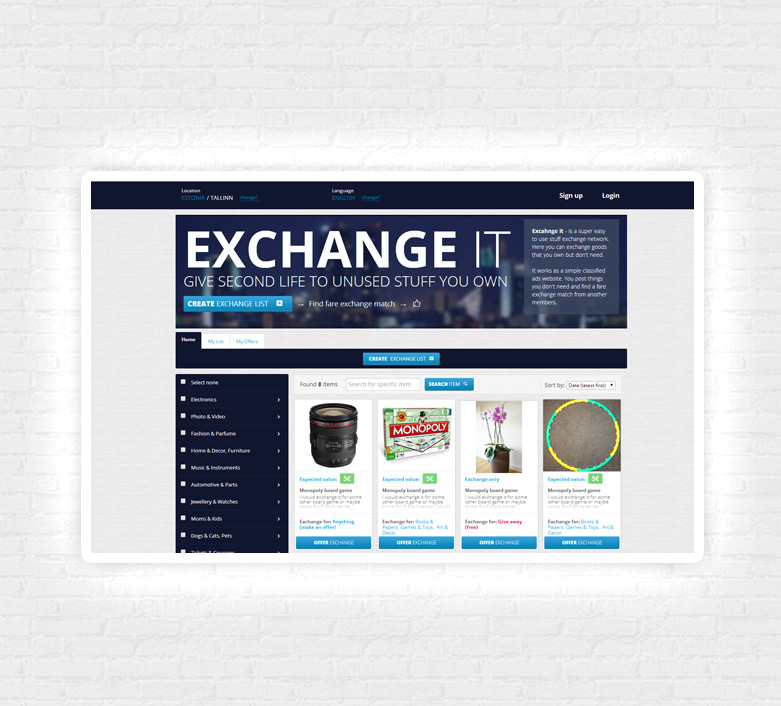 Location
ESTONIA / TALLINN change?
Language
ENGLISH change?
Sign up
Login
EXCHANGE IT
GIVE SECOND LIFE TO UNUSED STUFF YOU OWN
CREATE EXCHANGE LIST → Find fare exchange match →
Excahnge it - is a super easy
to use stuff exchange network.
Here you can exchange goods
that you own but don't need.
It works as a simple classified
ads website. You post things
you don't need and find a fare
exchange match from another
members.
Home
My List
My Offers
CREATE EXCHANGE LIST
Select none
Electronics
Photo & Video
Fashion & Parfume
Home & Decor, Furniture
Music & Instruments
Automotive & Parts
Jewellery & Watches
Moms & Kids
Dogs & Cats, Pets
Tickets & Coupons
Found 8 items
Search for specific item
SEARCH ITEM
Sort by: Date (latest first)
Expected value: 5€
Monopoly board game
I would exchange it for some
other board game or maybe
Exchange for: Anything
(make an offer)
OFFER EXCHANGE
MONOPOLY
Expected value: 5€
Monopoly board game
I would exchange it for some
other board game or maybe
Exchange for: Books &
Papers Games & Toys, Art &
Decor
OFFER EXCHANGE
Exchange only
Monopoly board game
I would exchange it for some
other board game or maybe
Exchange for: Give away
(free)
OFFER EXCHANGE
Expected value: 5€
Monopoly board game
I would exchange it for some
other board game or maybe
Exchange for: Books &
Papers Games & Toys, Art &
Decor
OFFER EXCHANGE